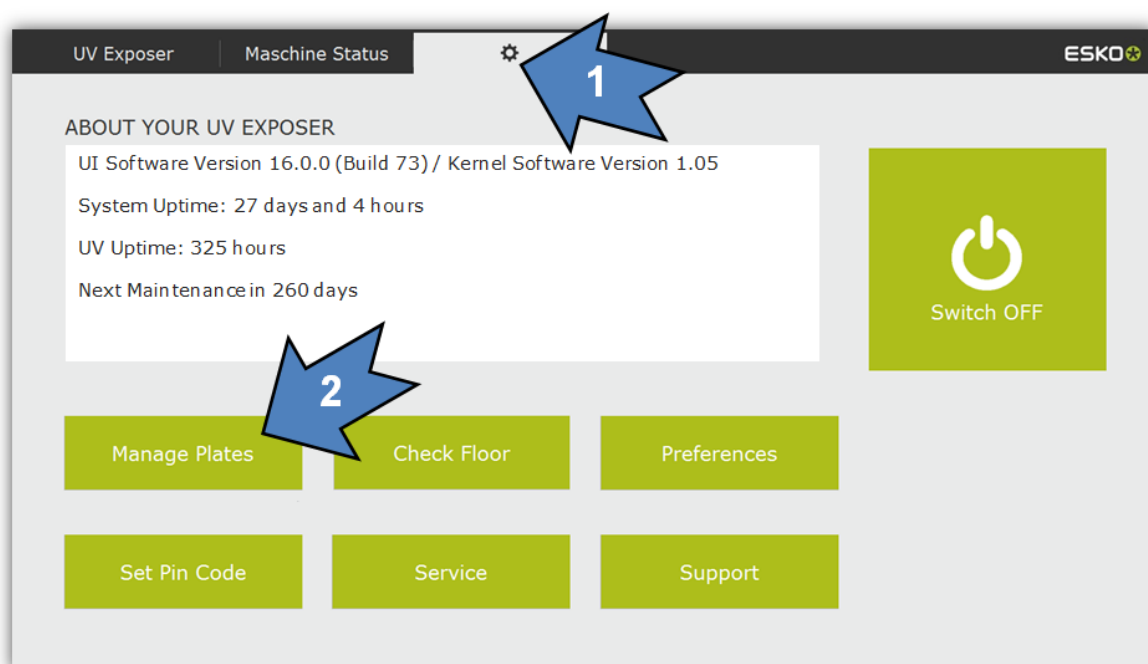 UV Exposer
Maschine Status
ESKO
1
ABOUT YOUR UV EXPOSER
UI Software Version 16.0.0 (Build 73) / Kernel Software Version 1.05
System Uptime: 27 days and 4 hours
UV Uptime: 325 hours
Next Maintenance in 260 days
Switch OFF
2
Manage Plates
Check Floor
Preferences
Set Pin Code
Service
Support